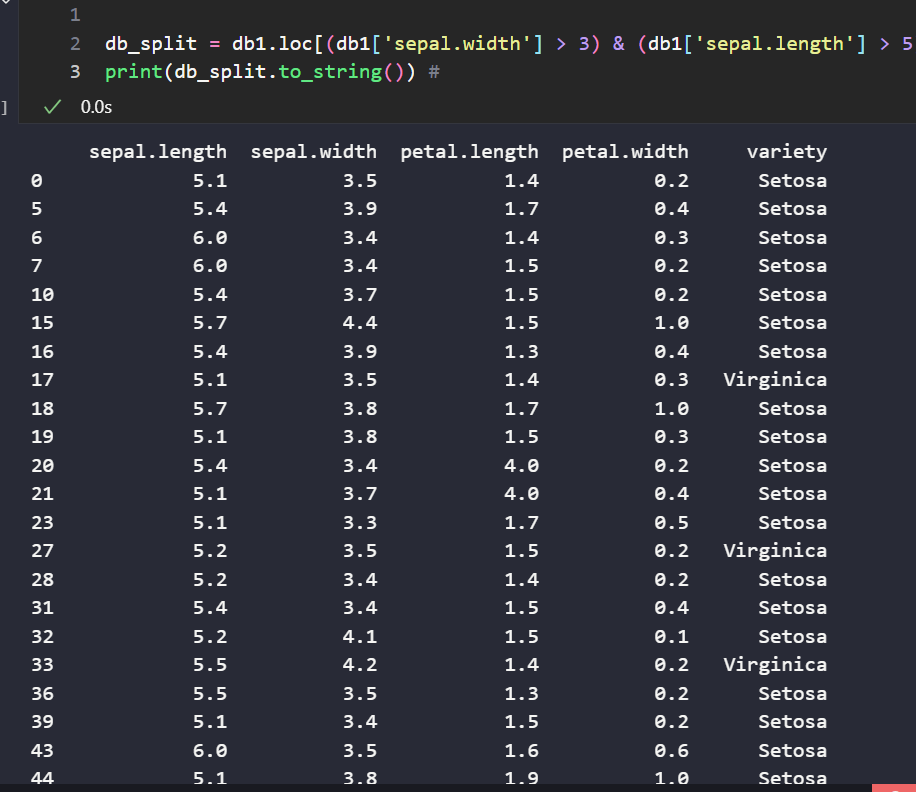 1
2 db_split = db1.loc[(db1['sepal.width'] > 3) & (db1['sepal.length'] > 5
3 print(db_split.to_string()) #
] ✓ 0.0s
sepal.length sepal.width petal.length petal.width variety
0 5.1 3.5 1.4 0.2 Setosa
5 5.4 3.9 1.7 0.4 Setosa
6 6.0 3.4 1.4 0.3 Setosa
7 6.0 3.4 1.5 0.2 Setosa
10 5.4 3.7 1.5 0.2 Setosa
15 5.7 4.4 1.5 1.0 Setosa
16 5.4 3.9 1.3 0.4 Setosa
17 5.1 3.5 1.4 0.3 Virginica
18 5.7 3.8 1.7 1.0 Setosa
19 5.1 3.8 1.5 0.3 Setosa
20 5.4 3.4 4.0 0.2 Setosa
21 5.1 3.7 4.0 0.4 Setosa
23 5.1 3.3 1.7 0.5 Setosa
27 5.2 3.5 1.5 0.2 Virginica
28 5.2 3.4 1.4 0.2 Setosa
31 5.4 3.4 1.5 0.4 Setosa
32 5.2 4.1 1.5 0.1 Setosa
33 5.5 4.2 1.4 0.2 Virginica
36 5.5 3.5 1.3 0.2 Setosa
39 5.1 3.4 1.5 0.2 Setosa
43 6.0 3.5 1.6 0.6 Setosa
44 5.1 3.8 1.9 1.0 Setosa